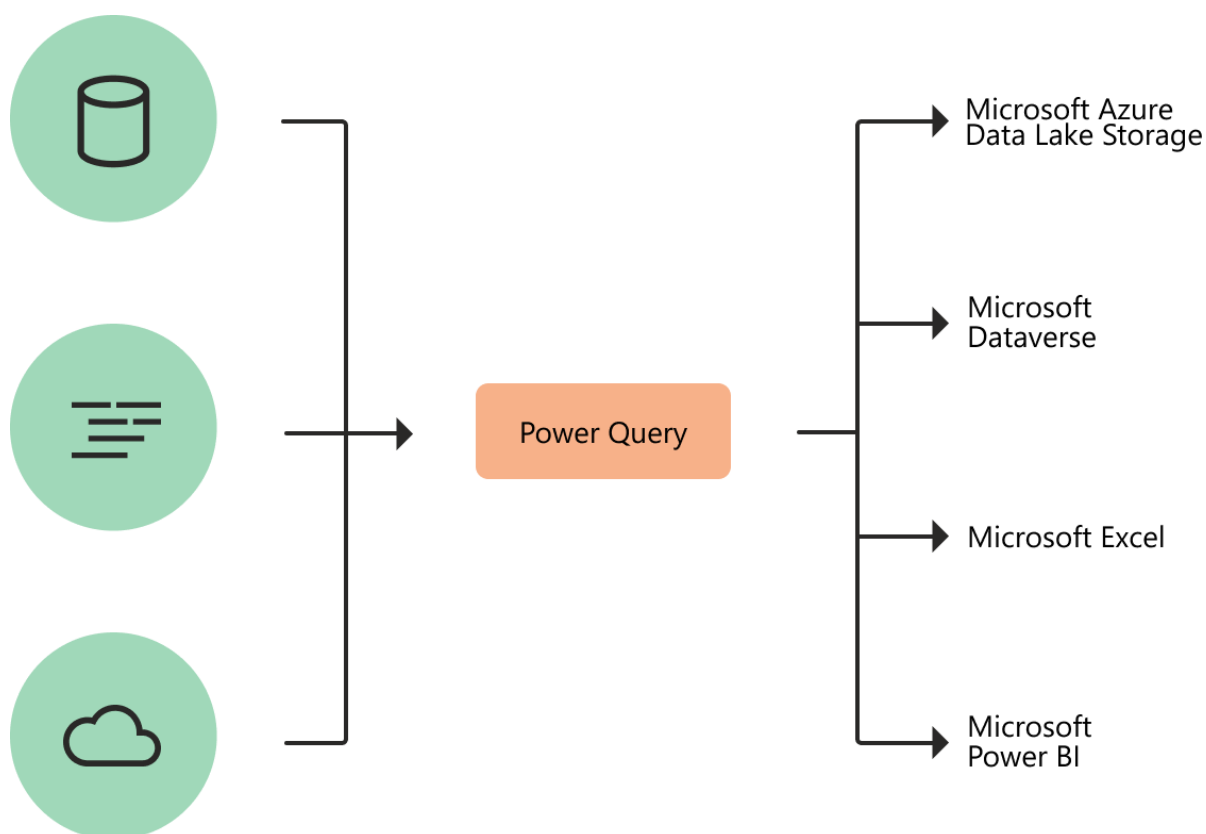 Microsoft Azure
Data Lake Storage
Microsoft
Dataverse
Power Query
Microsoft Excel
Microsoft
Power BI